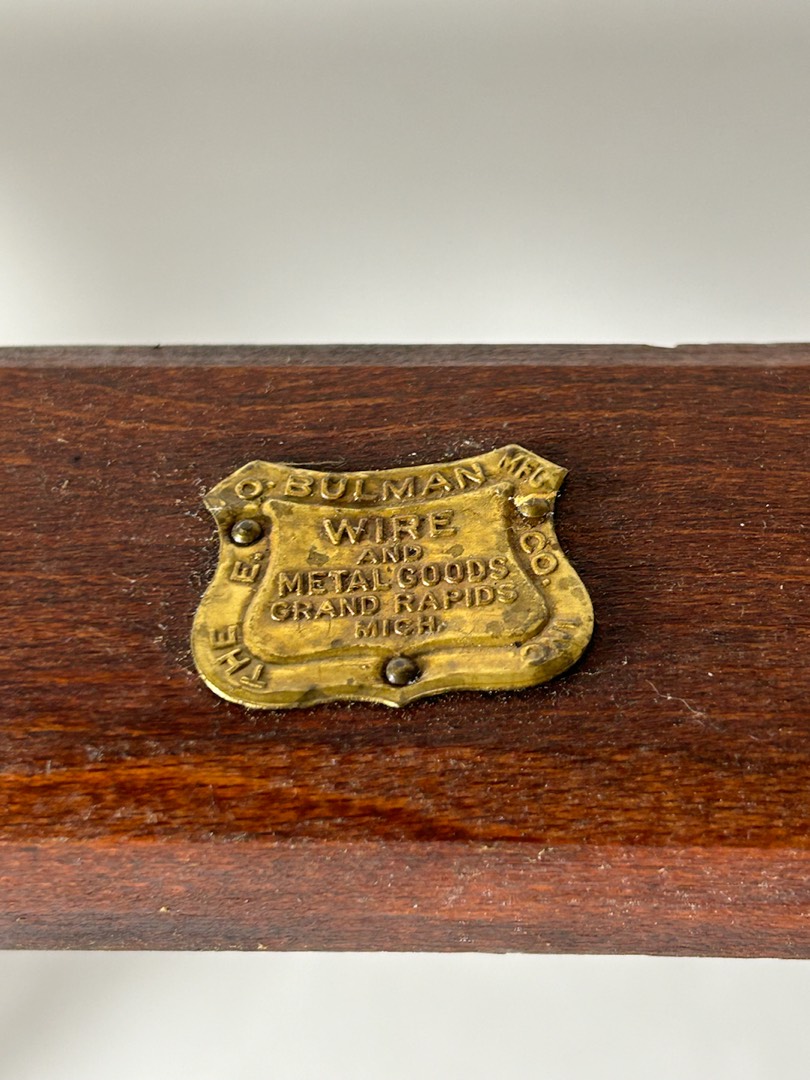 THE E. O. BULMAN MFG. CO. INC.
WIRE
AND
METAL GOODS
GRAND RAPIDS
MICH.